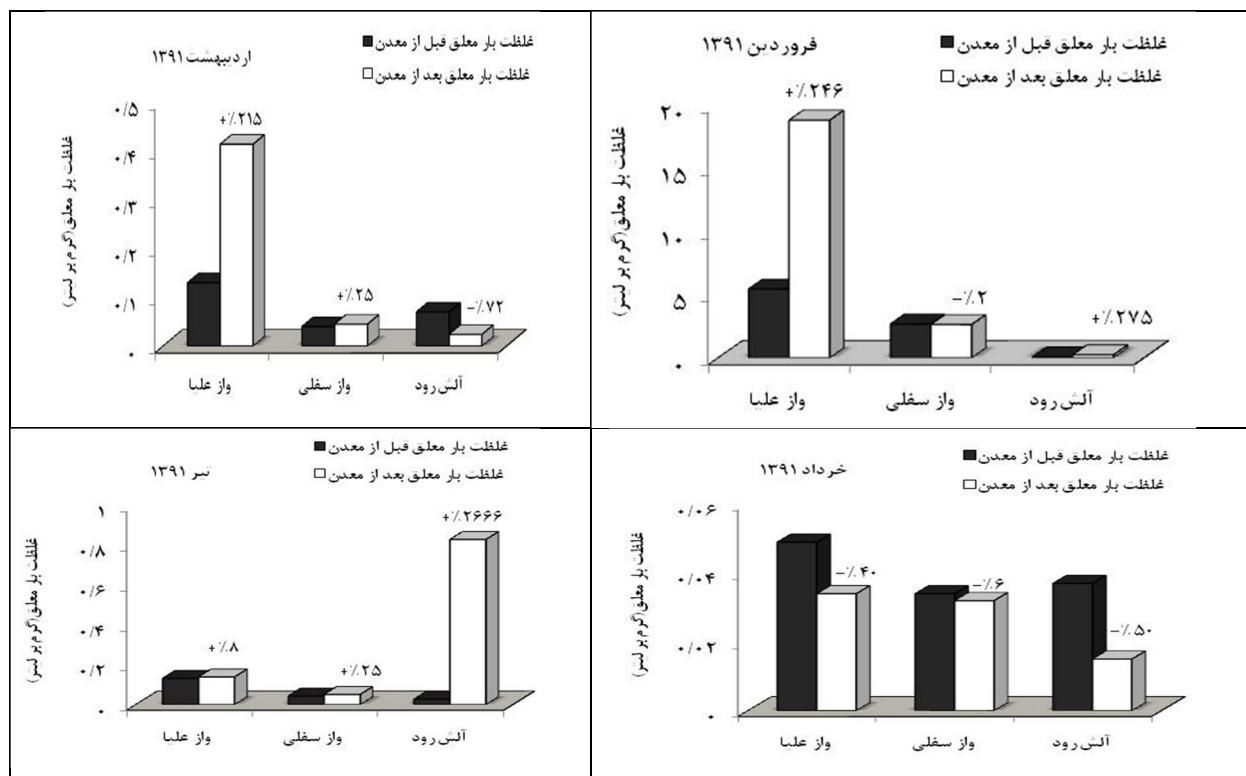 غلظت بار معلق قبل از معدن
غلظت بار معلق بعد از معدن
فروردین ۱۳۹۱
غلظت بار معلق(گرم بر لیتر)
۲۰
۱۵
۱۰
۵
۰
+٪۲۴۶
-٪۲
+٪۲۷۵
واز علیا
واز سفلی
آلش رود
غلظت بار معلق قبل از معدن
غلظت بار معلق بعد از معدن
اردیبهشت ۱۳۹۱
غلظت بار معلق(گرم بر لیتر)
۰/۵
۰/۴
۰/۳
۰/۲
۰/۱
۰
+٪۲۱۵
+٪۲۵
-٪۷۲
واز علیا
واز سفلی
آلش رود
غلظت بار معلق قبل از معدن
غلظت بار معلق بعد از معدن
خرداد ۱۳۹۱
غلظت بار معلق(گرم بر لیتر)
۰/۰۶
۰/۰۴
۰/۰۲
۰
-٪۴۰
-٪۶
-٪۵۰
واز علیا
واز سفلی
آلش رود
غلظت بار معلق قبل از معدن
غلظت بار معلق بعد از معدن
تیر ۱۳۹۱
غلظت بار معلق(گرم بر لیتر)
۱
۰/۸
۰/۶
۰/۴
۰/۲
۰
+٪۸
+٪۲۵
+٪۲۶۶۶
واز علیا
واز سفلی
آلش رود